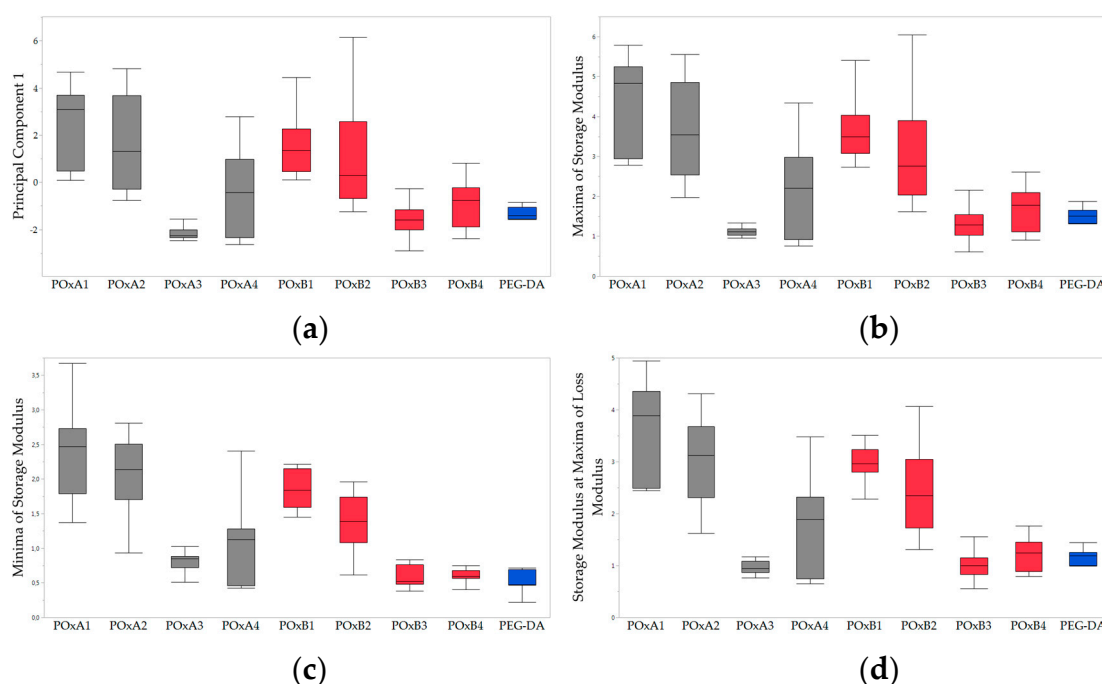 Principal Component 1
6
4
2
0
-2
POxA1 POxA2 POxA3 POxA4 POxB1 POxB2 POxB3 POxB4 PEG-DA
(a)
Maxima of Storage Modulus
6
5
4
3
2
1
0
POxA1 POxA2 POxA3 POxA4 POxB1 POxB2 POxB3 POxB4 PEG-DA
(b)
Minima of Storage Modulus
3,5
3,0
2,5
2,0
1,5
1,0
0,5
0,0
POxA1 POxA2 POxA3 POxA4 POxB1 POxB2 POxB3 POxB4 PEG-DA
(c)
Storage Modulus at Maxima of Loss
Modulus
5
4
3
2
1
0
POxA1 POxA2 POxA3 POxA4 POxB1 POxB2 POxB3 POxB4 PEG-DA
(d)